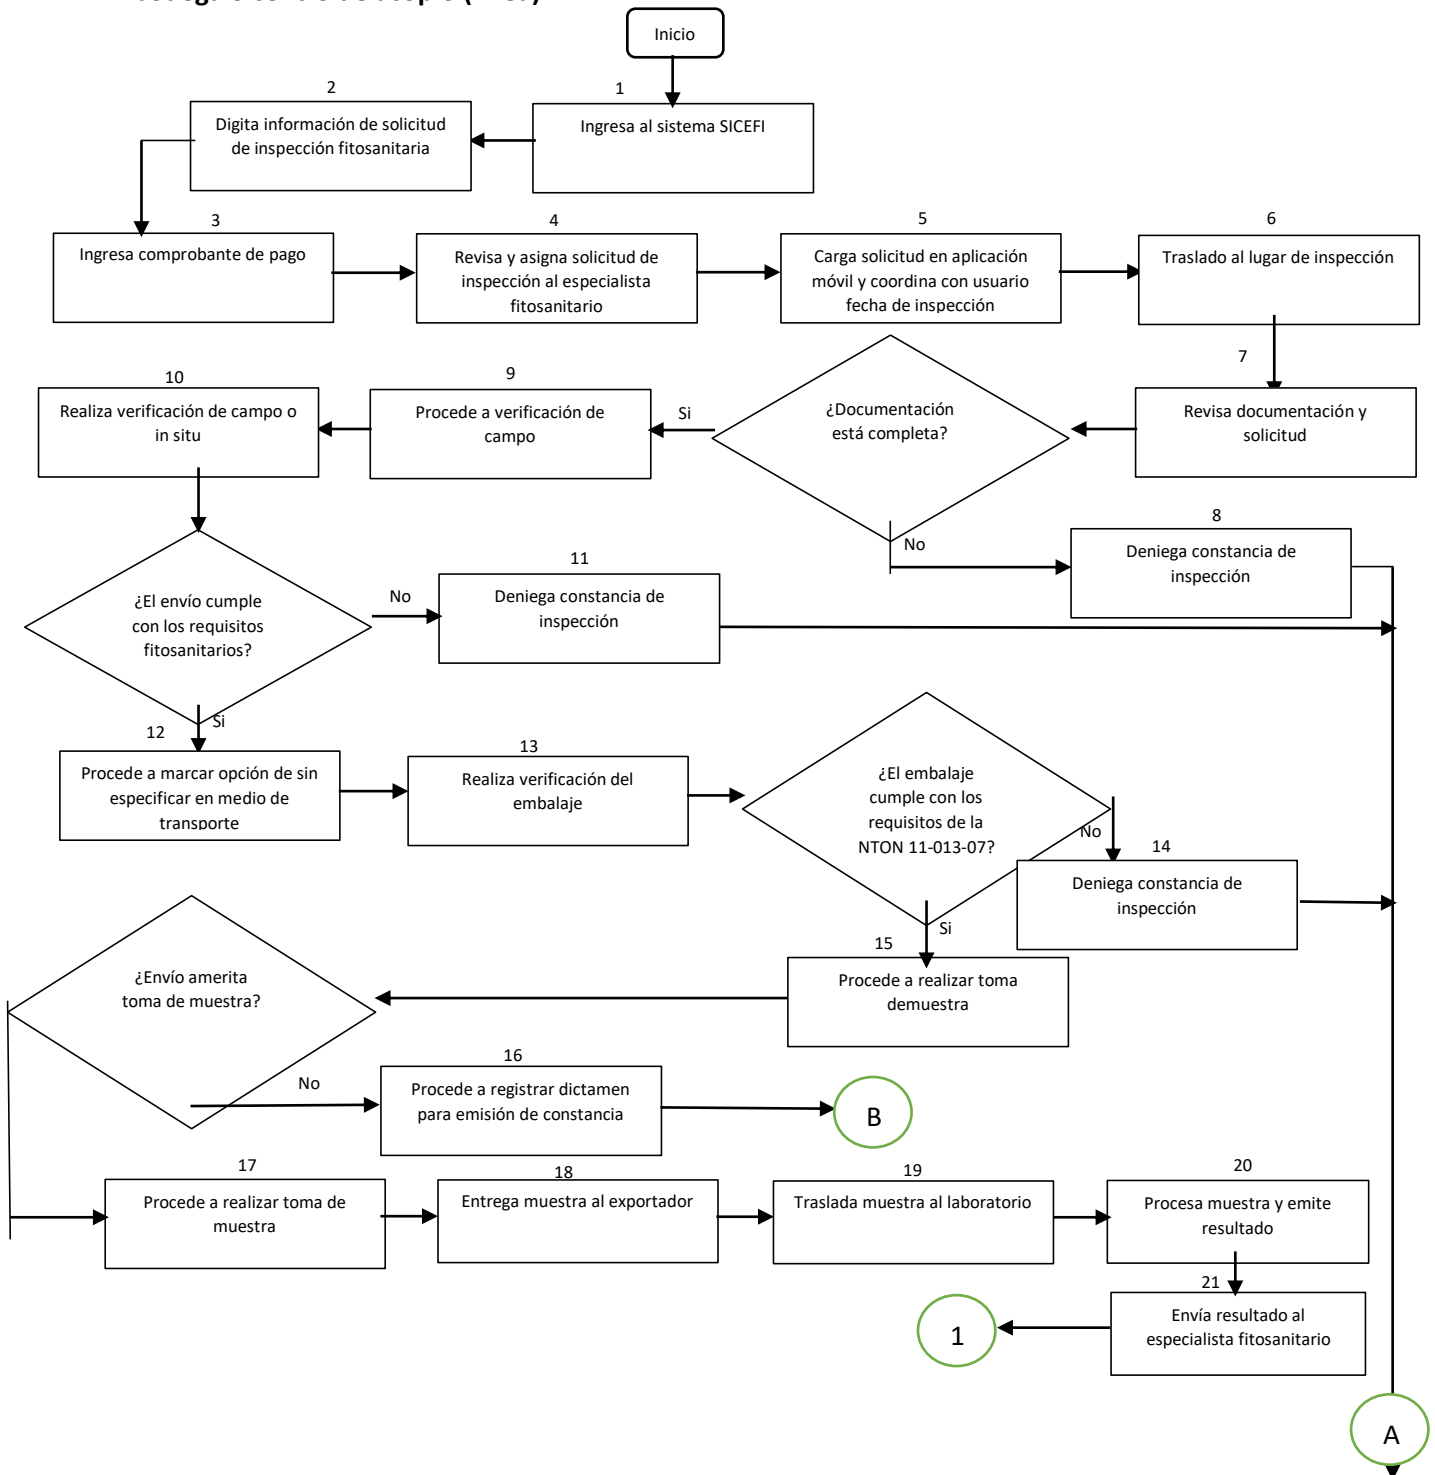 Inicio
2
1
Digita información de solicitud
de inspección fitosanitaria
Ingresa al sistema SICEFI
3
4
5
6
Ingresa comprobante de pago
Revisa y asigna solicitud de
inspección al especialista
fitosanitario
Carga solicitud en aplicación
móvil y coordina con usuario
fecha de inspección
Traslado al lugar de inspección
7
10
9
Realiza verificación de campo o
in situ
Procede a verificación de
campo
Si
¿Documentación
está completa?
Revisa documentación y
solicitud
No
8
Deniega constancia de
inspección
11
¿El envío cumple
con los requisitos
fitosanitarios?
No
Deniega constancia de
inspección
Si
12
13
Procede a marcar opción de sin
especificar en medio de
transporte
Realiza verificación del
embalaje
¿El embalaje
cumple con los
requisitos de la
NTON 11-013-07?
No
14
Deniega constancia de
inspección
Si
15
¿Envío amerita
toma de muestra?
Procede a realizar toma
demuestra
16
No
Procede a registrar dictamen
para emisión de constancia
B
17
18
19
20
Procede a realizar toma de
muestra
Entrega muestra al exportador
Traslada muestra al laboratorio
Procesa muestra y emite
resultado
21
1
Envía resultado al
especialista fitosanitario
A